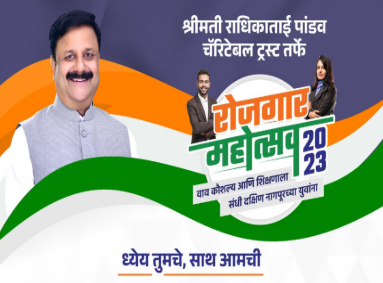 श्रीमती राधिकाताई पांडव
चॅरिटेबल ट्रस्ट तर्फे
रोजगार
महोत्सव 2023
वाव कौशल्य आणि शिक्षणाला
संधी दक्षिण नागपूरच्या युवांना
ध्येय तुमचे, साथ आमची